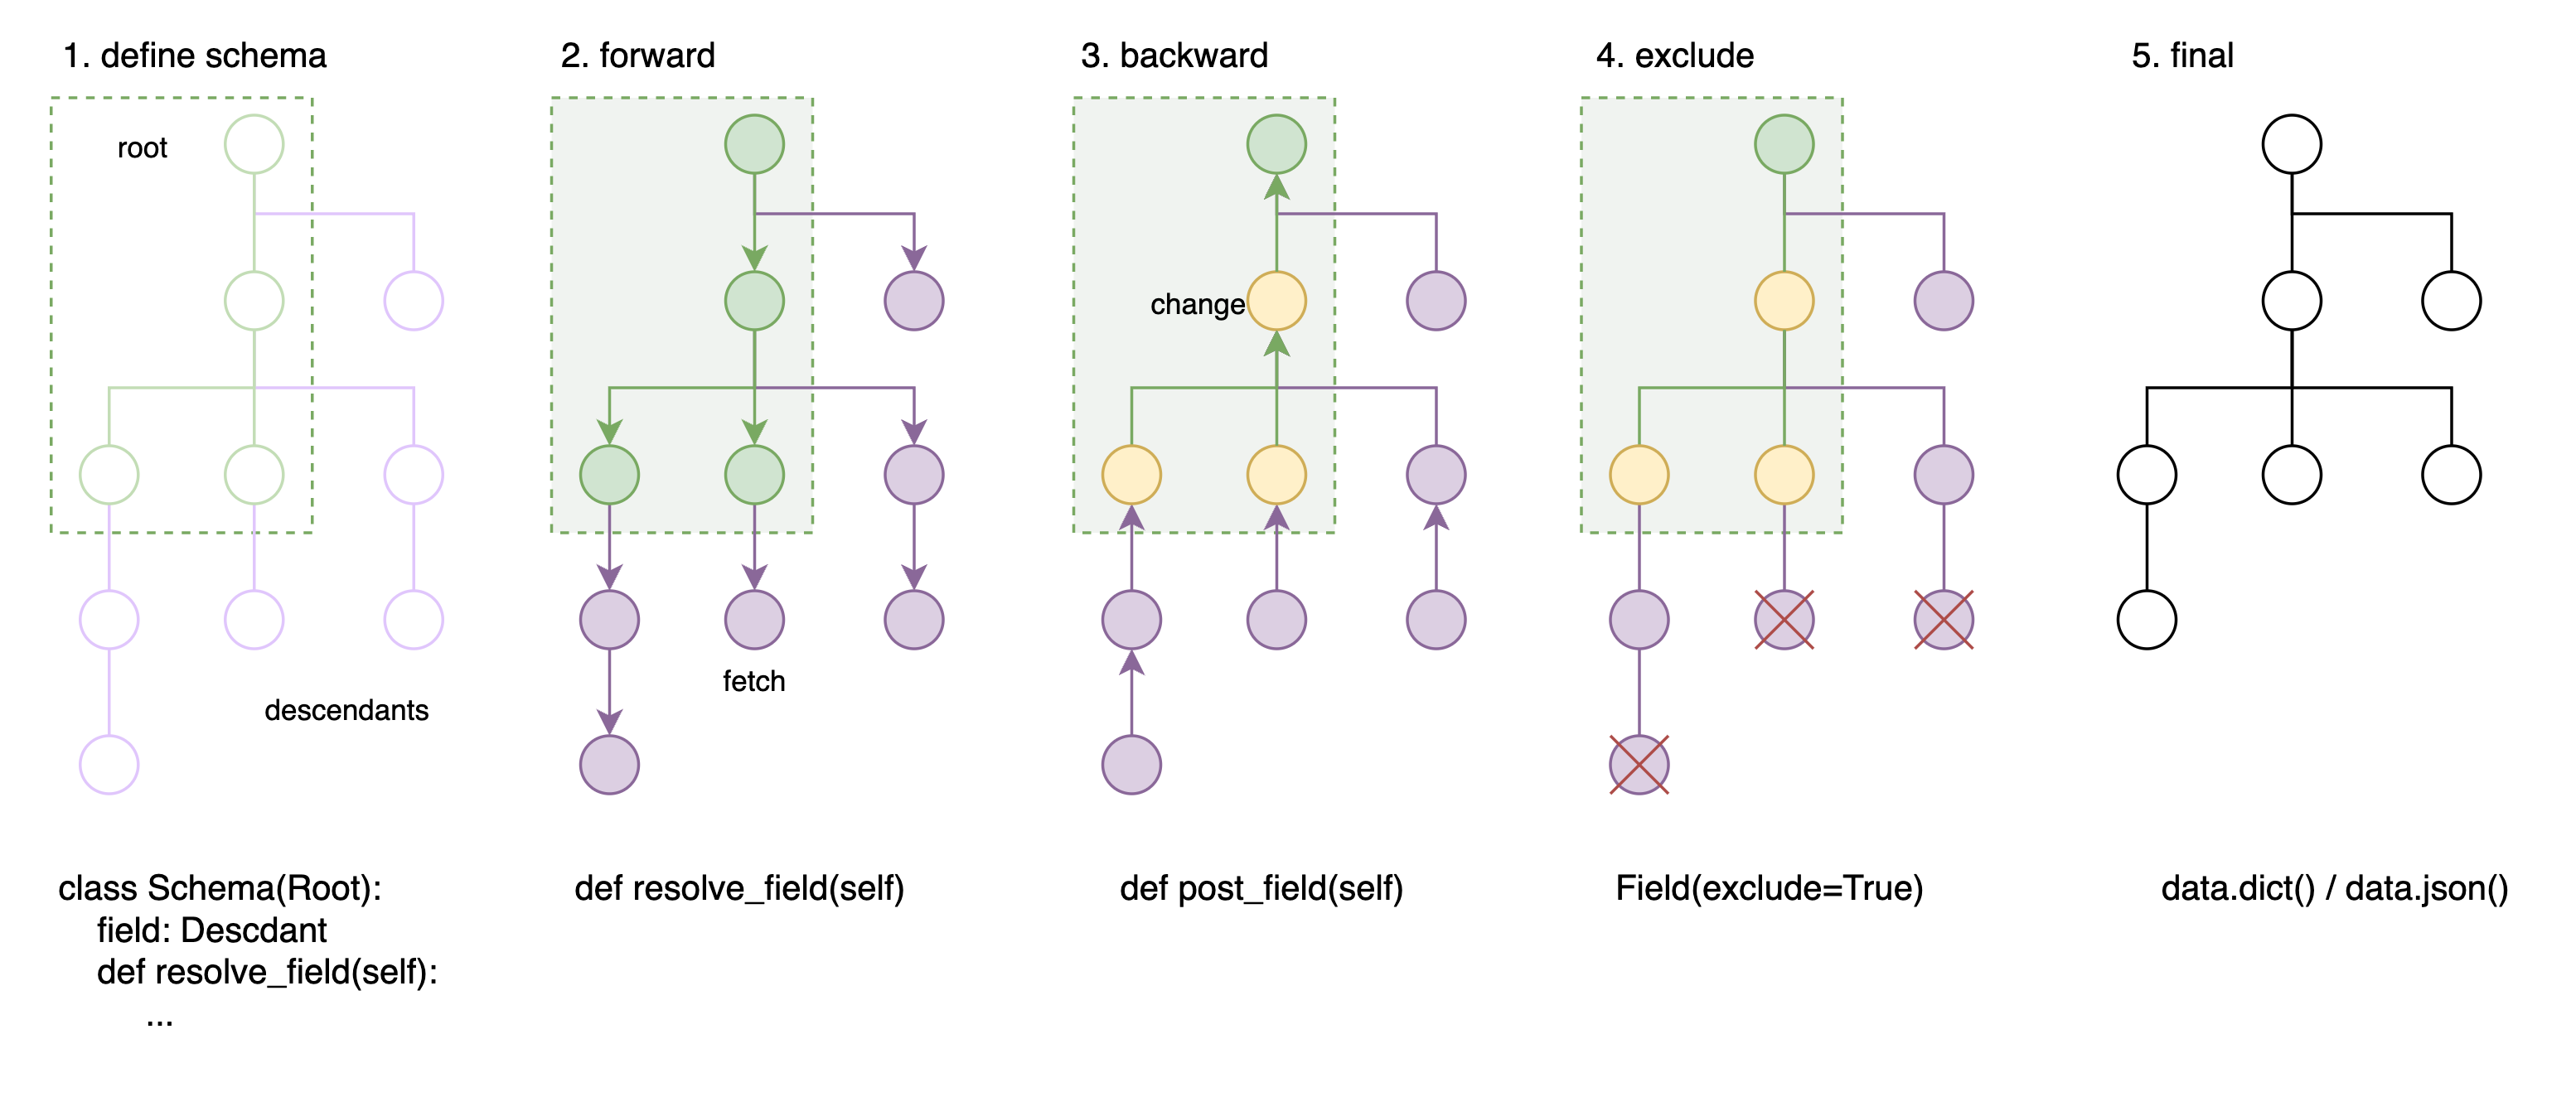 1. define schema
2. forward
3. backward
4. exclude
5. final
root
change
fetch
descendants
class Schema(Root):
field: Descdant
def resolve_field(self):
...
def resolve_field(self)
def post_field(self)
Field(exclude=True)
data.dict() / data.json()